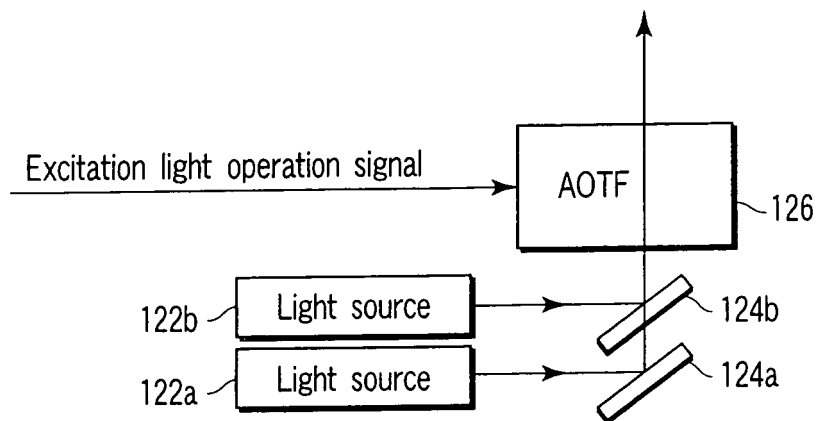 Excitation light operation signal
AOTF
126
122b
Light source
124b
122a
Light source
124a